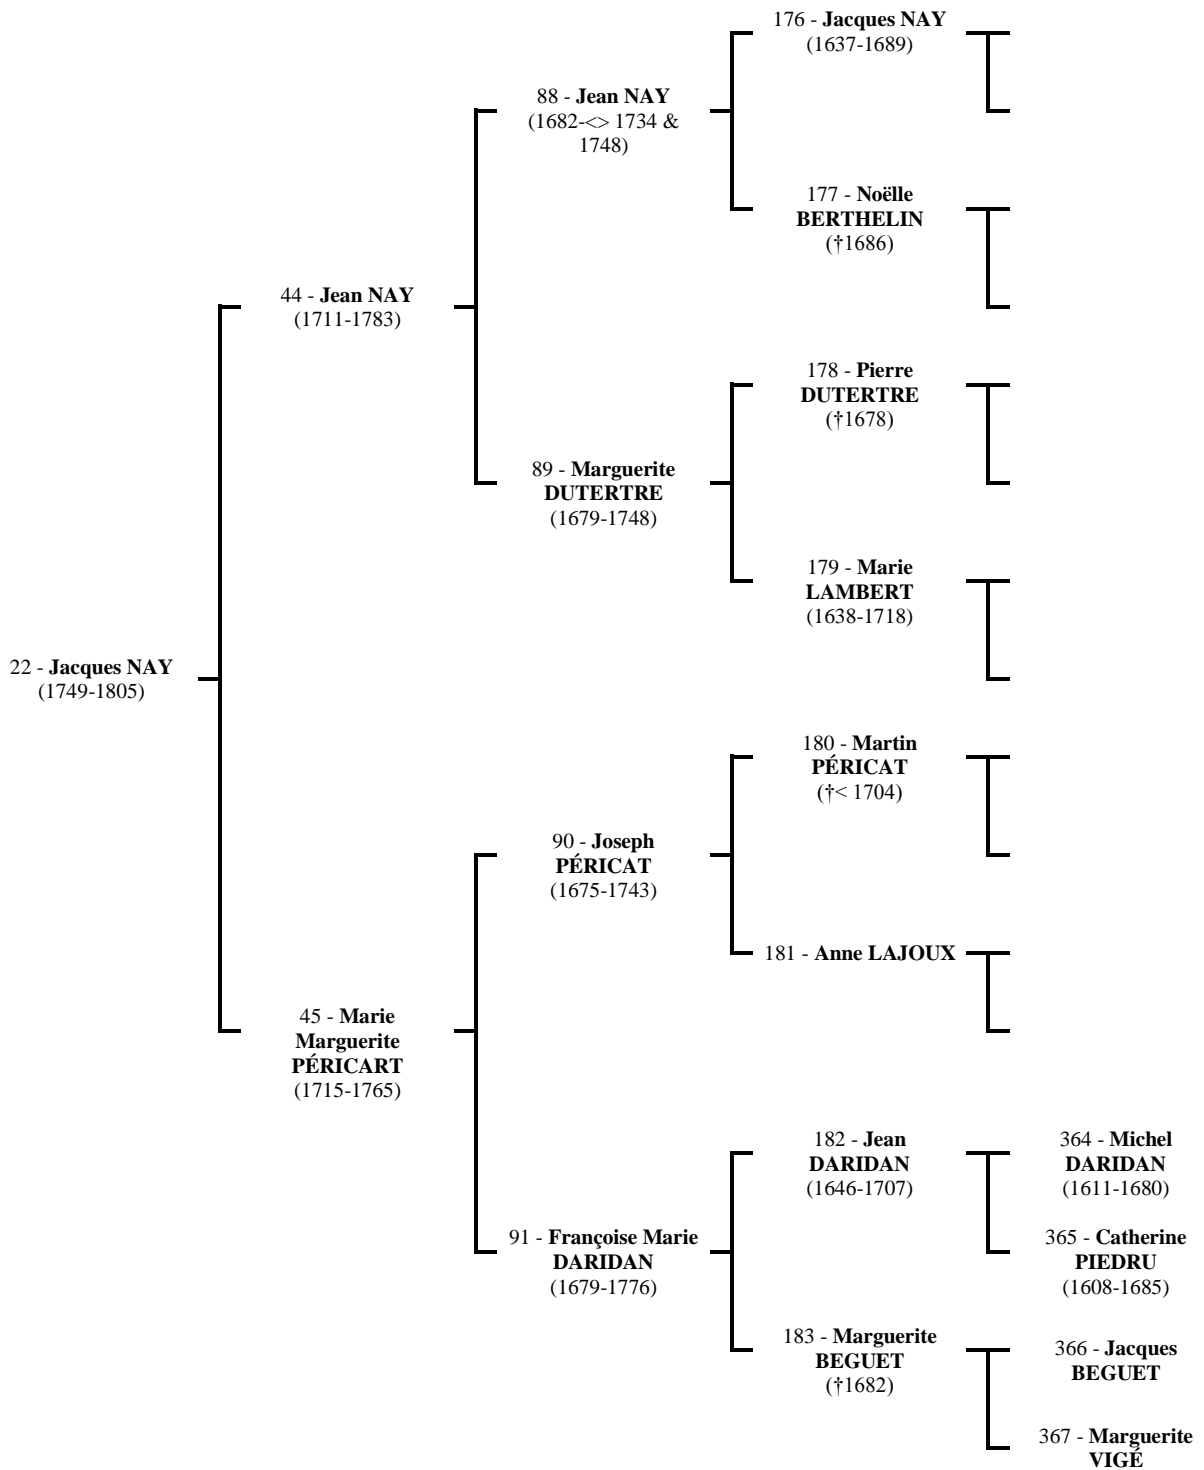 176 - Jacques NAY
(1637-1689)
88 - Jean NAY
(1682-<> 1734 &
1748)
177 - Noëlle
BERTHELIN
(†1686)
44 - Jean NAY
(1711-1783)
178 - Pierre
DUTERTRE
(†1678)
89 - Marguerite
DUTERTRE
(1679-1748)
179 - Marie
LAMBERT
(1638-1718)
22 - Jacques NAY
(1749-1805)
180 - Martin
PÉRICAT
(†< 1704)
90 - Joseph
PÉRICAT
(1675-1743)
181 - Anne LAJOUX
45 - Marie
Marguerite
PÉRICART
(1715-1765)
182 - Jean
DARIDAN
(1646-1707)
364 - Michel
DARIDAN
(1611-1680)
91 - Françoise Marie
DARIDAN
(1679-1776)
365 - Catherine
PIEDRU
(1608-1685)
183 - Marguerite
BEGUET
(†1682)
366 - Jacques
BEGUET
367 - Marguerite
VIGÉ